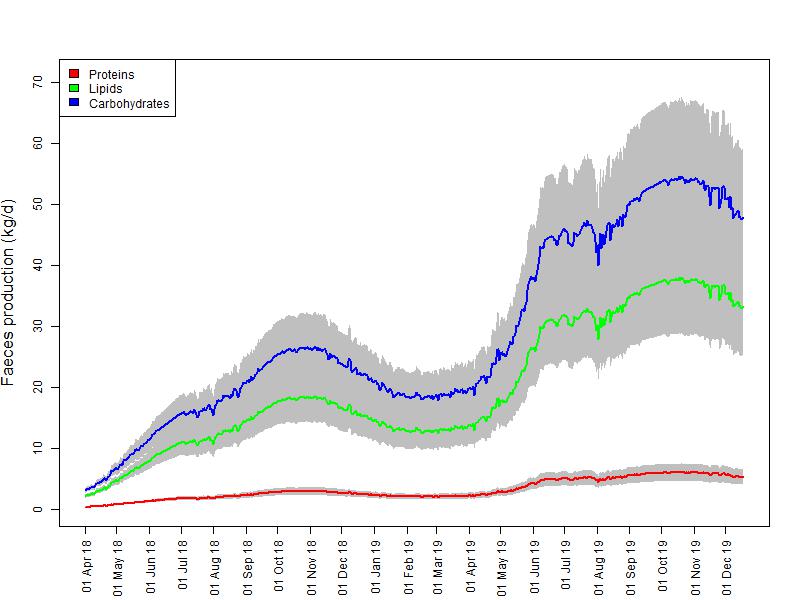 Proteins
Lipids
Carbohydrates
Faeces production (kg/d)
70
60
50
40
30
20
10
0
01 Apr 18
01 May 18
01 Jun 18
01 Jul 18
01 Aug 18
01 Sep 18
01 Oct 18
01 Nov 18
01 Dec 18
01 Jan 19
01 Feb 19
01 Mar 19
01 Apr 19
01 May 19
01 Jun 19
01 Jul 19
01 Aug 19
01 Sep 19
01 Oct 19
01 Nov 19
01 Dec 19